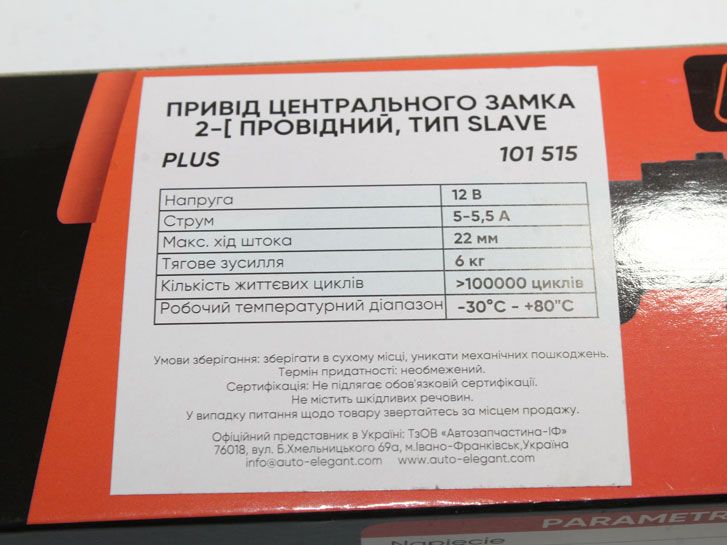 ПРИВІД ЦЕНТРАЛЬНОГО ЗАМКА
2-[ ПРОВІДНИЙ, ТИП SLAVE
PLUS 101 515
Напруга 12 В
Струм 5-5,5 А
Макс. хід штока 22 мм
Тягове зусилля 6 кг
Кількість життєвих циклів >100000 циклів
Робочий температурний діапазон -30°C - +80"C
Умови зберігання: зберігати в сухому місці, уникати механічних пошкоджень.
Термін придатності: необмежений.
Сертифікація: Не підлягає обов'язковій сертифікації.
Не містить шкідливих речовин.
У випадку питання щодо товару звертайтесь за місцем продажу.
Офіційний представник в Україні: ТзОВ «Автозапчастина-ІФ»
76018, вул. Б.Хмельницького 69а, м.Івано-Франківськ,Україна
info@auto-elegant.com www.auto-elegant.com
PARAMETR
Napięcie